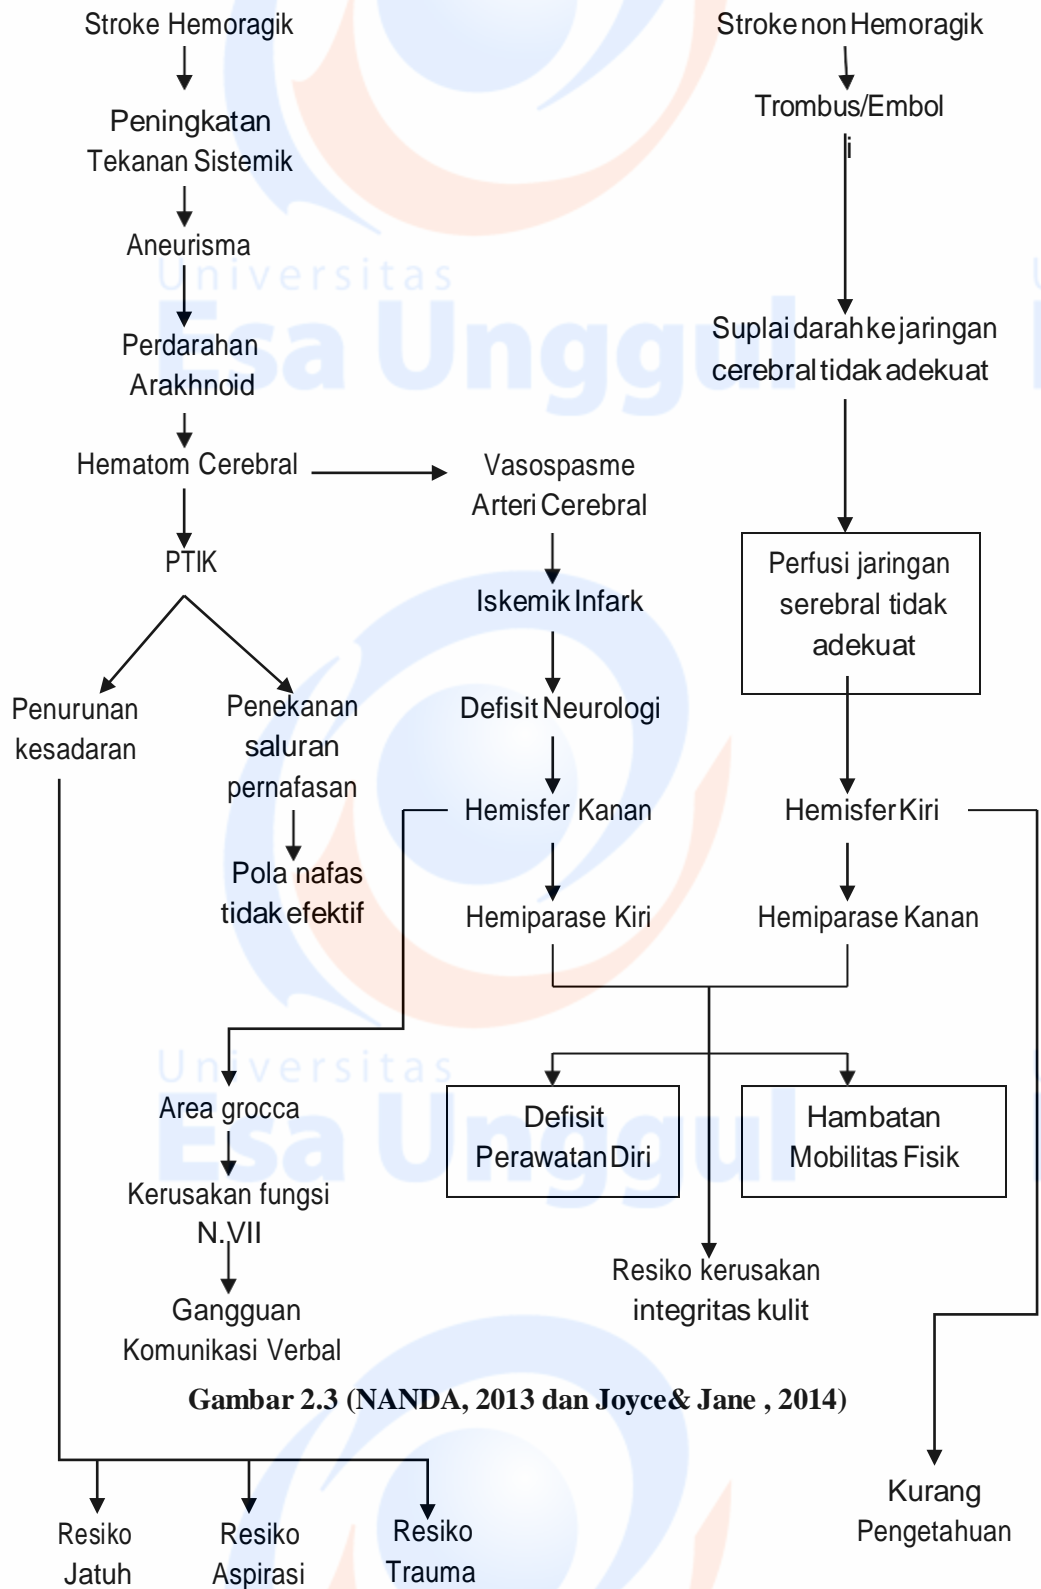 Stroke Hemoragik
Stroke non Hemoragik
Peningkatan
Tekanan Sistemik
Trombus/Embol
i
Aneurisma
Universitas
Esa Unggul
Perdarahan
Arakhnoid
Suplai darah ke jaringan
cerebral tidak adekuat
Hematom Cerebral
Vasospasme
Arteri Cerebral
PTIK
Perfusi jaringan
serebral tidak
adekuat
Iskemik Infark
Penurunan
kesadaran
Penekanan
saluran
pernafasan
Defisit Neurologi
Hemisfer Kanan
Hemisfer Kiri
Pola nafas
tidak efektif
Hemiparase Kiri
Hemiparase Kanan
Universitas
Esa Unggul
Area grocca
Defisit
Perawatan Diri
Hambatan
Mobilitas Fisik
Kerusakan fungsi
N.VII
Resiko kerusakan
integritas kulit
Gangguan
Komunikasi Verbal
Gambar 2.3 (NANDA, 2013 dan Joyce& Jane , 2014)
Kurang
Pengetahuan
Resiko
Jatuh
Resiko
Aspirasi
Resiko
Trauma